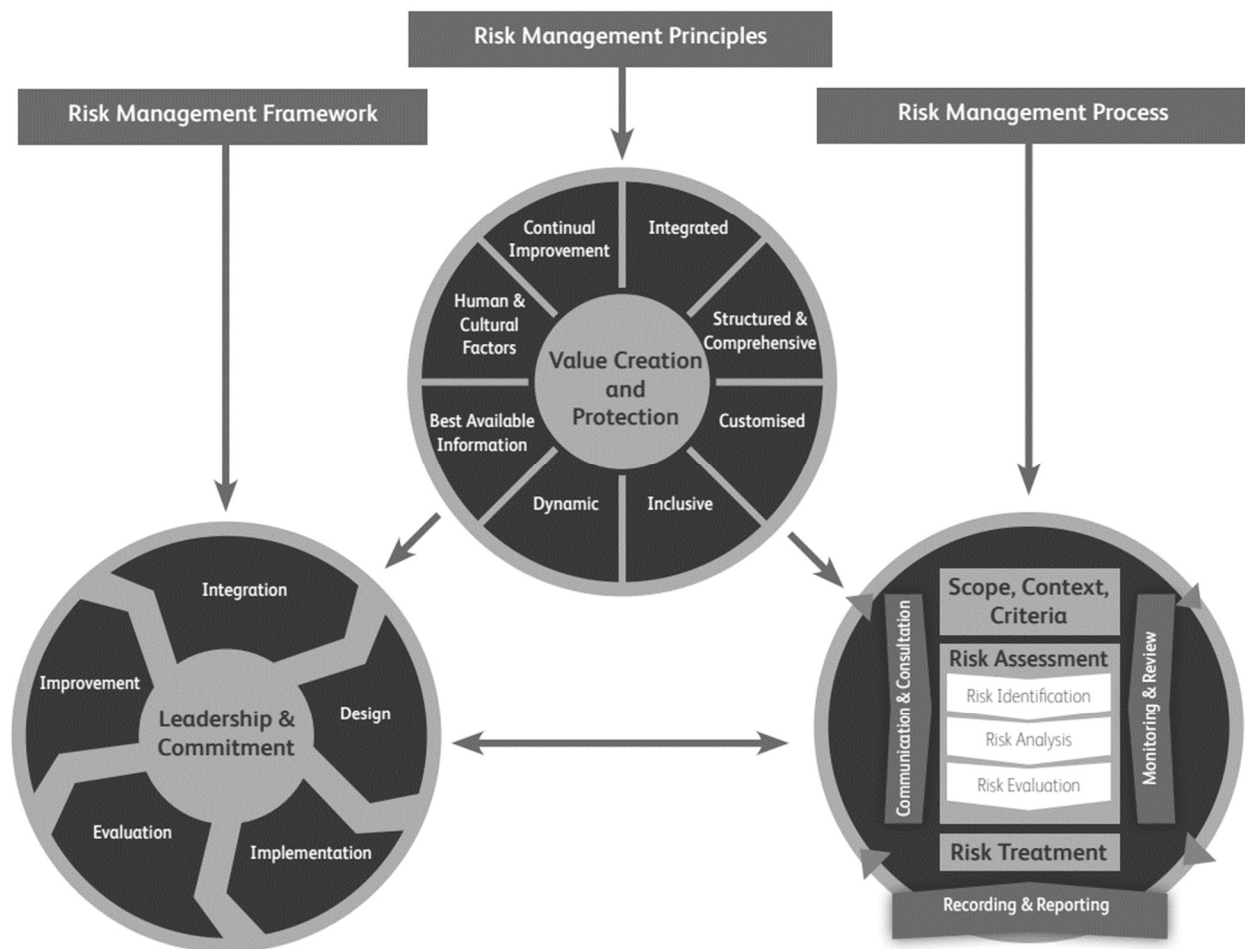 Risk Management Principles
Risk Management Framework
Risk Management Process
Continual
Improvement
Integrated
Human &
Cultural
Factors
Structured &
Comprehensive
Value Creation
and
Protection
Best Available
Information
Customised
Dynamic
Inclusive
Integration
Improvement
Design
Leadership &
Commitment
Evaluation
Implementation
Scope, Context,
Criteria
Communication & Consultation
Risk Assessment
Risk Identification
Risk Analysis
Risk Evaluation
Monitoring & Review
Risk Treatment
Recording & Reporting